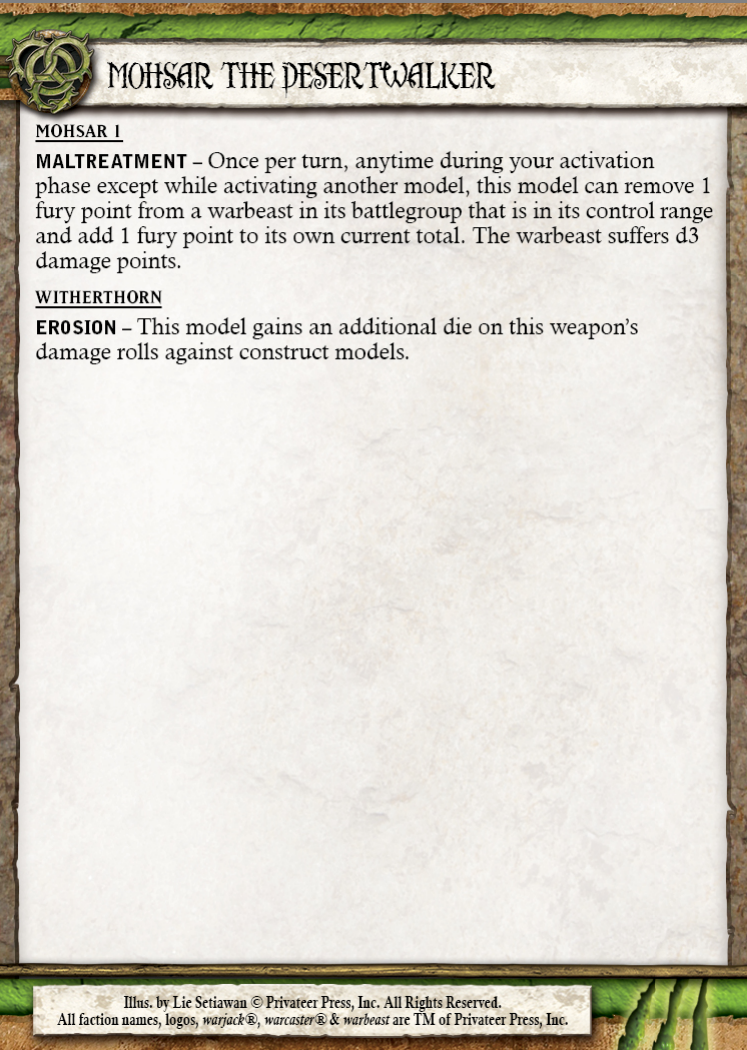 MOHSAR THE DESERTWALKER
MOHSAR 1
MALTREATMENT – Once per turn, anytime during your activation
phase except while activating another model, this model can remove 1
fury point from a warbeast in its battlegroup that is in its control range
and add 1 fury point to its own current total. The warbeast suffers d3
damage points.
WITHERTHORN
EROSION – This model gains an additional die on this weapon's
damage rolls against construct models.
Illus. by Lie Setiawan © Privateer Press, Inc. All Rights Reserved.
All faction names, logos, warjack®, warcaster® & warbeast are TM of Privateer Press, Inc.